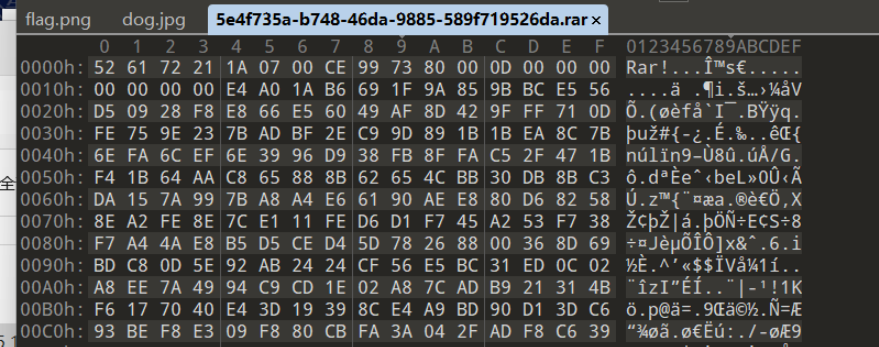 flag.png dog.jpg 5e4f735a-b748-46da-9885-589f719526da.rar ×
0 1 2 3 4 5 6 7 8 9 A B C D E F 0123456789ABCDEF
0000h: 52 61 72 21 1A 07 00 CE 99 73 80 00 0D 00 00 00 Rar!...Î™s€.....
0010h: 00 00 00 00 E4 A0 1A B6 69 1F 9A 85 9B BC E5 56 ....ä .¶i.š…›¼åV
0020h: D5 09 28 F8 E8 66 E5 60 49 AF 8D 42 9F FF 71 0D Õ.(øèfå`I¯.BŸÿq.
0030h: FE 75 9E 23 7B AD BF 2E C9 9D 89 1B 1B EA 8C 7B þuž#{-¿.É.‰..êŒ{
0040h: 6E FA 6C EF 6E 39 96 D9 38 FB 8F FA C5 2F 47 1B núlïn9–Ù8û.úÅ/G.
0050h: F4 1B 64 AA C8 65 88 8B 62 65 4C BB 30 DB 8B C3 ô.dªÈeˆ‹beL»0Û‹Ã
0060h: DA 15 7A 99 7B A8 A4 E6 61 90 AE E8 80 D6 82 58 Ú.z™{¨¤æa.®è€Ö‚X
0070h: 8E A2 FE 8E 7C E1 11 FE D6 D1 F7 45 A2 53 F7 38 Ž¢þŽ|á.þÖÑ÷E¢S÷8
0080h: F7 A4 4A E8 B5 D5 CE D4 5D 78 26 88 00 36 8D 69 ÷¤JèµÕÎÔ]x&ˆ.6.i
0090h: BD C8 0D 5E 92 AB 24 24 CF 56 E5 BC 31 ED 0C 02 ½È.^’«$$ÏVå¼1í..
00A0h: A8 EE 7A 49 94 C9 CD 1E 02 A8 7C AD B9 21 31 4B ¨îzI”ÉÍ..¨|-¹!1K
00B0h: F6 17 70 40 E4 3D 19 39 8C E4 A9 BD 90 D1 3D C6 ö.p@ä=.9Œä©½.Ñ=Æ
00C0h: 93 BE F8 E3 09 F8 80 CB FA 3A 04 2F AD F8 C6 39 “¾øã.ø€Ëú:./-øÆ9